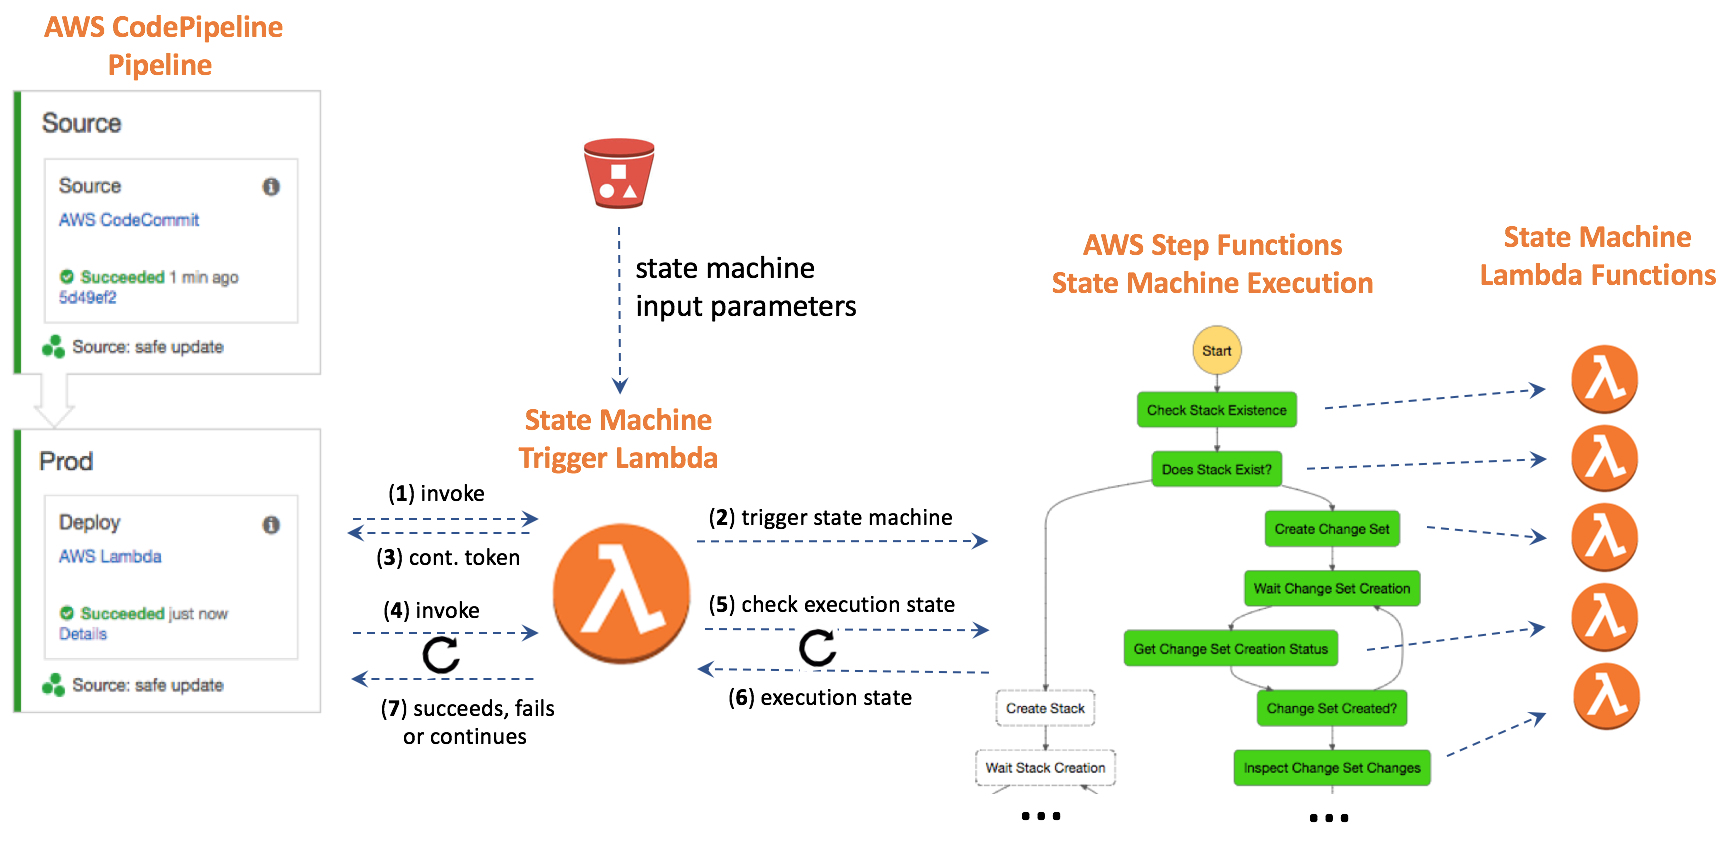 AWS CodePipeline
Pipeline
Source
Source
AWS CodeCommit
Succeeded 1 min ago
5d49ef2
Source: safe update
Prod
Deploy
AWS Lambda
Succeeded just now
Details
Source: safe update
state machine
input parameters
State Machine
Trigger Lambda
(1) invoke
(3) cont. token
(4) invoke
(7) succeeds, fails
or continues
(2) trigger state machine
(5) check execution state
(6) execution state
AWS Step Functions
State Machine Execution
Start
Check Stack Existence
Does Stack Exist?
Create Change Set
Wait Change Set Creation
Get Change Set Creation Status
Change Set Created?
Inspect Change Set Changes
Create Stack
Wait Stack Creation
...
...
State Machine
Lambda Functions